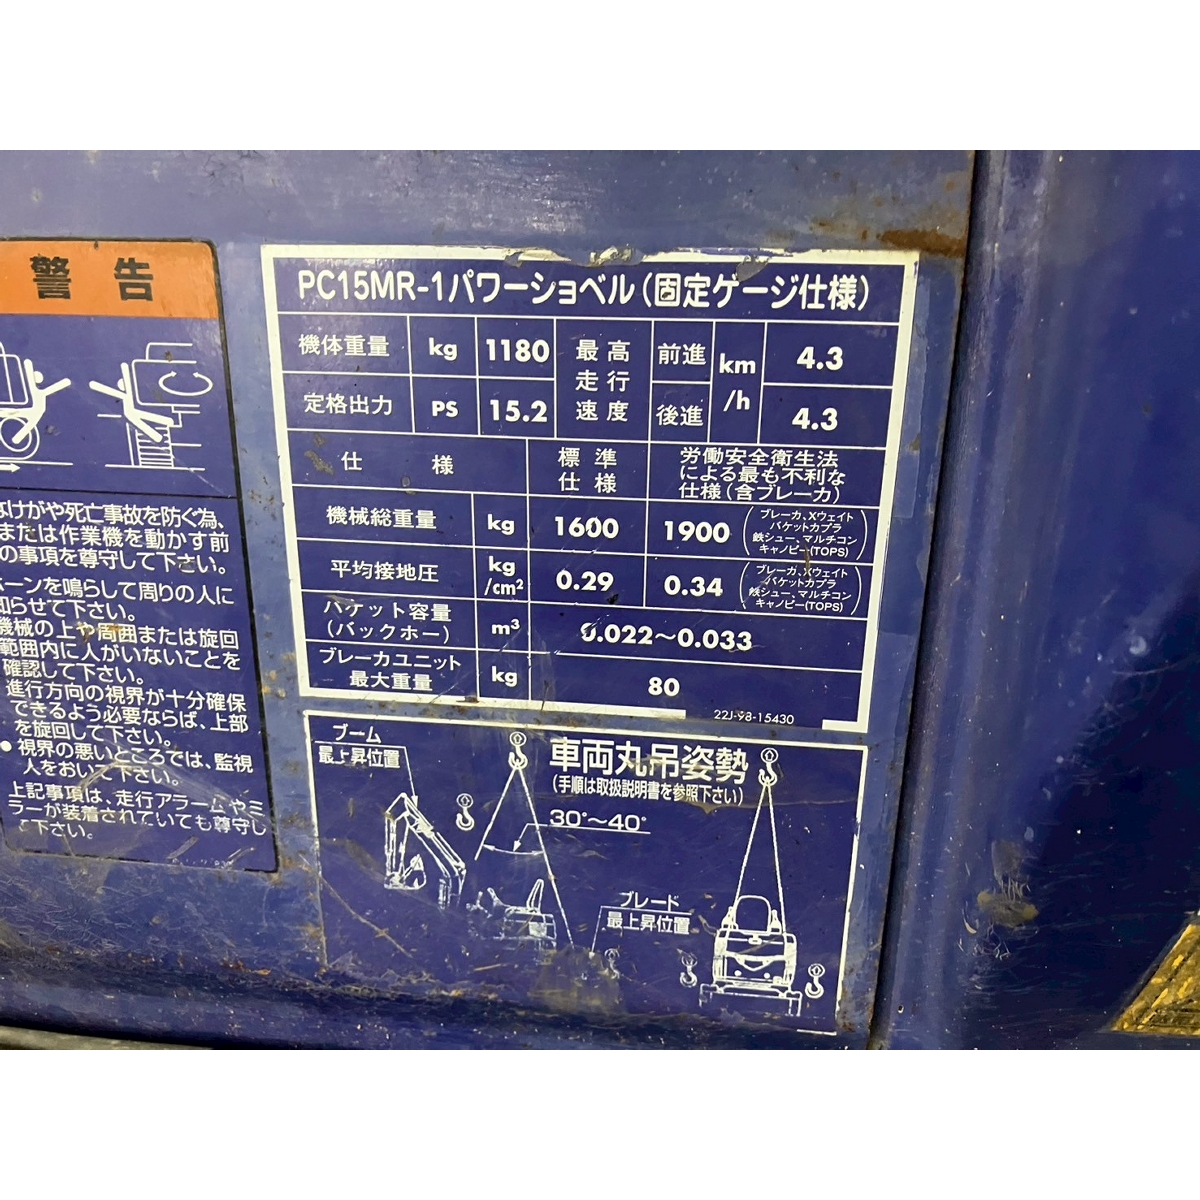 警告
なけがや死亡事故を防ぐ為、
または作業機を動かす前
の事項を尊守して下さい。
ホーンを鳴らして周りの人に
知らせて下さい。
機械の上や周囲または旋回
範囲内に人がいないことを
確認して下さい。
進行方向の視界が十分確保
できるよう必要ならば、上部
を旋回して下さい。
● 視界の悪いところでは、監視
人をおいて下さい。
上記事項は、走行アラームやミ
ラーが装着されていても尊守し
て下さい。
PC15MR-1パワーショベル(固定ゲージ仕様)
機体重量 kg 1180 最高走行速度 前進 km/h 4.3
定格出力 PS 15.2 後進 4.3
仕様 標準仕様 労働安全衛生法による最も不利な仕様(含ブレーカ)
機械総重量 kg 1600 1900 (ブレーカ、Xウェイト バケットカプラ 鉄シュー、マルチコン キャノピー(TOPS))
平均接地圧 kg/cm² 0.29 0.34 (ブレーカ、Xウェイト バケットカプラ 鉄シュー、マルチコン キャノピー(TOPS))
バケット容量(バックホー) m³ 0.022〜0.033
ブレーカユニット最大重量 kg 80
22J-98-15430
ブーム
最上昇位置
車両丸吊姿勢
(手順は取扱説明書を参照下さい)
30°〜40°
ブレード
最上昇位置